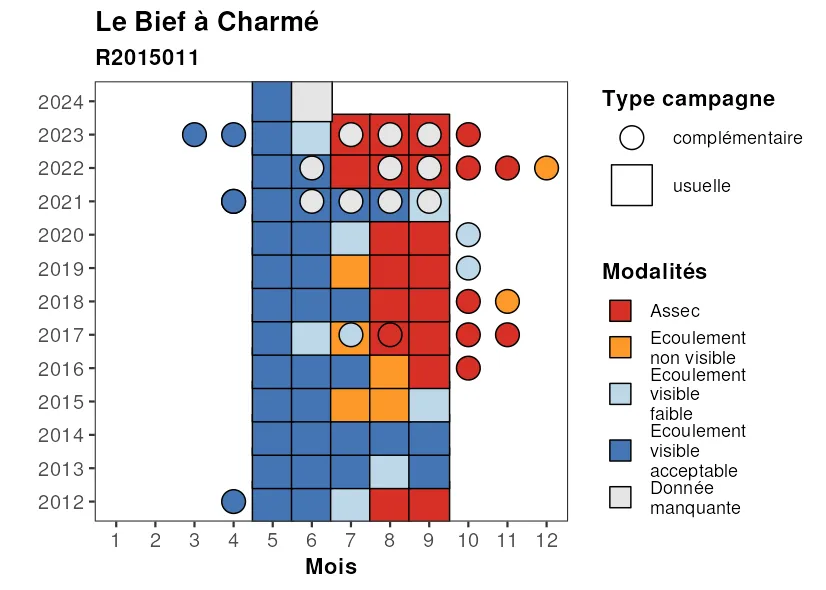 Le Bief à Charmé
R2015011
2024
2023
2022
2021
2020
2019
2018
2017
2016
2015
2014
2013
2012
1 2 3 4 5 6 7 8 9 10 11 12
Mois
Type campagne
complémentaire
usuelle
Modalités
Assec
Ecoulement
non visible
Ecoulement
visible
faible
Ecoulement
visible
acceptable
Donnée
manquante